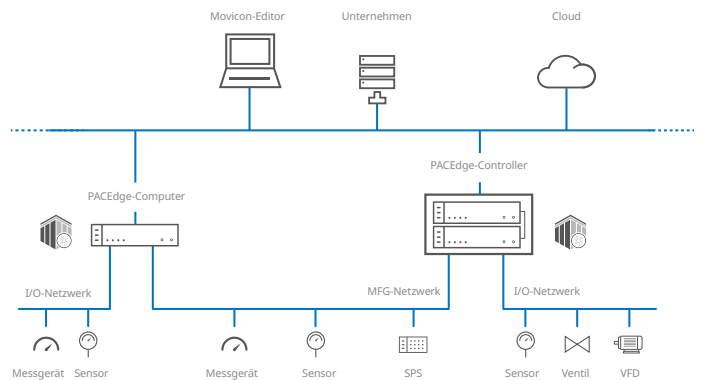 Movicon-Editor
Unternehmen
Cloud
PACEdge-Controller
PACEdge-Computer
I/O-Netzwerk
MFG-Netzwerk
I/O-Netzwerk
Messgerät
Sensor
Messgerät
Sensor
SPS
Sensor
Ventil
VFD